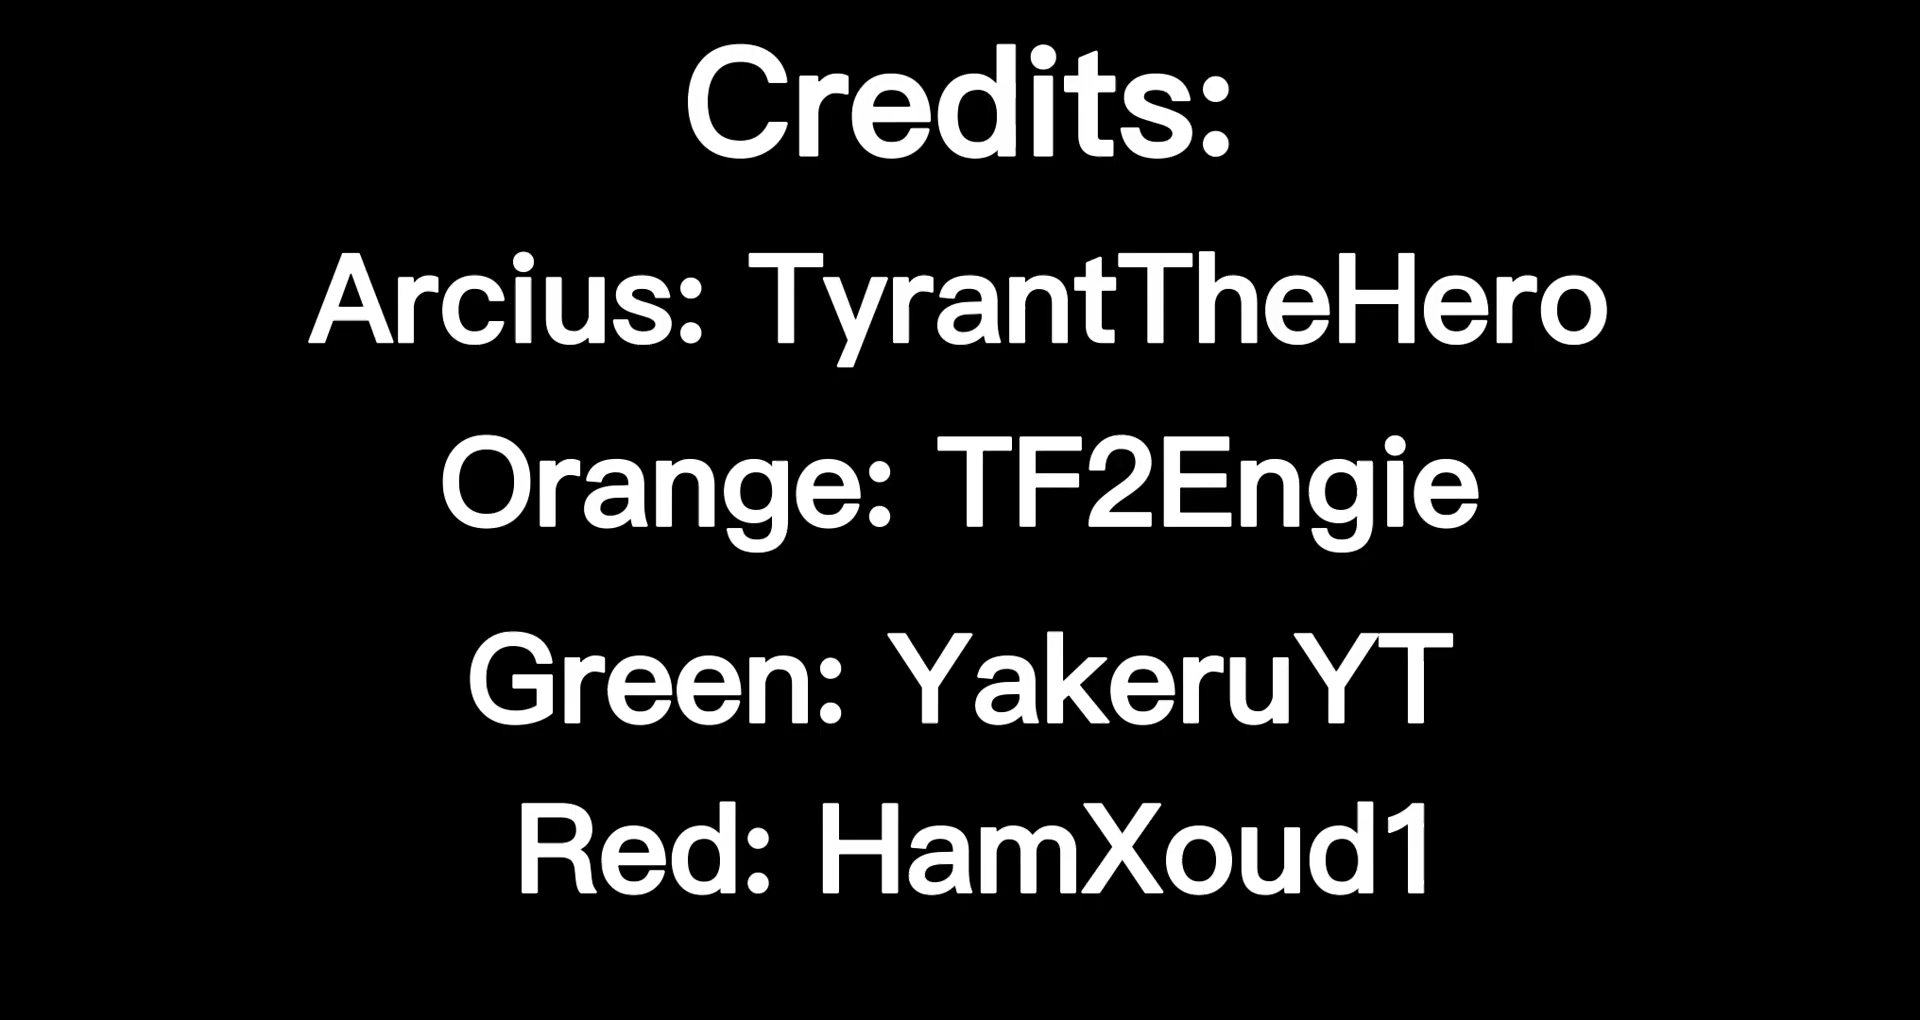 Credits:
Arcius: TyrantTheHero
Orange: TF2Engie
Green: YakeruYT
Red: HamXoud1